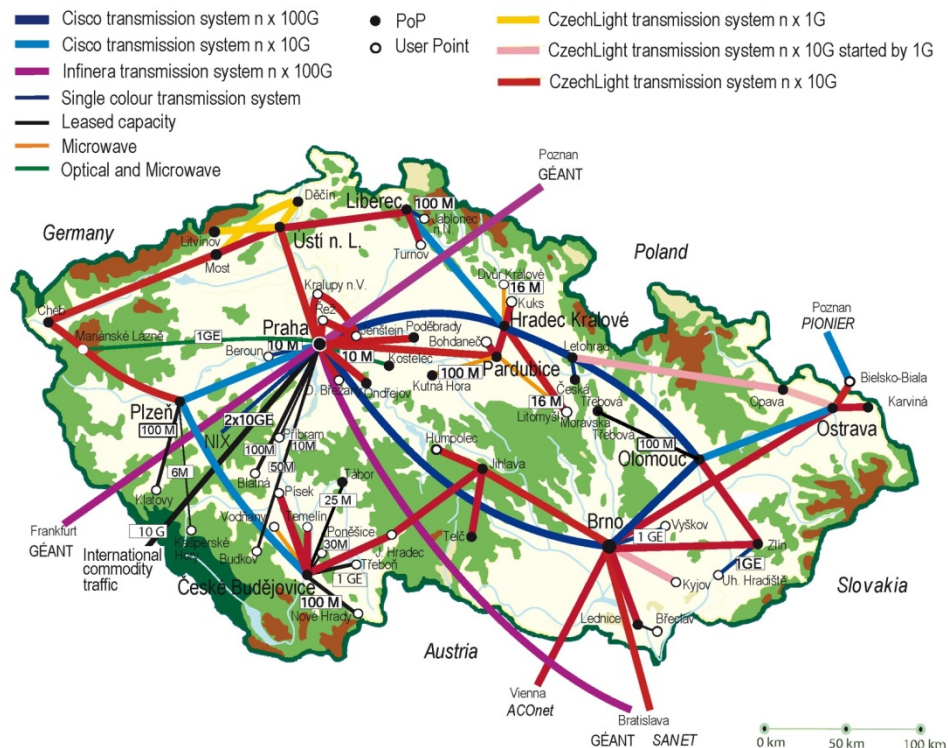 Cisco transmission system n x 100G
Cisco transmission system n x 10G
Infinera transmission system n x 100G
Single colour transmission system
Leased capacity
Microwave
Optical and Microwave
PoP
User Point
CzechLight transmission system n x 1G
CzechLight transmission system n x 10G started by 1G
CzechLight transmission system n x 10G
Poznan
GÉANT
Děčín
Liberec
100 M
Jablonec
n.N.
Germany
Litvínov
Ústí n. L.
Turnov
Most
Poland
Dvůr Králové
16 M
Kuks
Kralupy n.V.
Řež
Cheb
Praha
Hradec Králové
Poznan
PIONIER
Mariánské Lázně
1GE
Poděbrady
Bohdaneč
Letohrad
Beroun
10 M
10 M
Kostelec
Pardubice
Bielsko-Biala
100 M
Kutná Hora
Ondřejov
Česká
Třebová
Opava
Karviná
16 M
Litomyšl
Moravská
Třebová
Ostrava
Plzeň
100 M
NIX
2x10GE
Příbram
10M
100M
Humpolec
100 M
Olomouc
6M
50M
Blatná
Tábor
Jihlava
Klatovy
Písek
25 M
Brno
Vyškov
1 GE
Frankfurt
GÉANT
10 G
Vodňany
Temelín
Poněšice
Telč
Zlín
International
commodity
traffic
Kašperské
Hory
Budkov
30M
J. Hradec
Třeboň
1 GE
1GE
Kyjov
Uh. Hradiště
Slovakia
České Budějovice
100 M
Nové Hrady
Lednice
Břeclav
Austria
Vienna
ACOnet
Bratislava
GÉANT
SANET
0 km
50 km
100 km